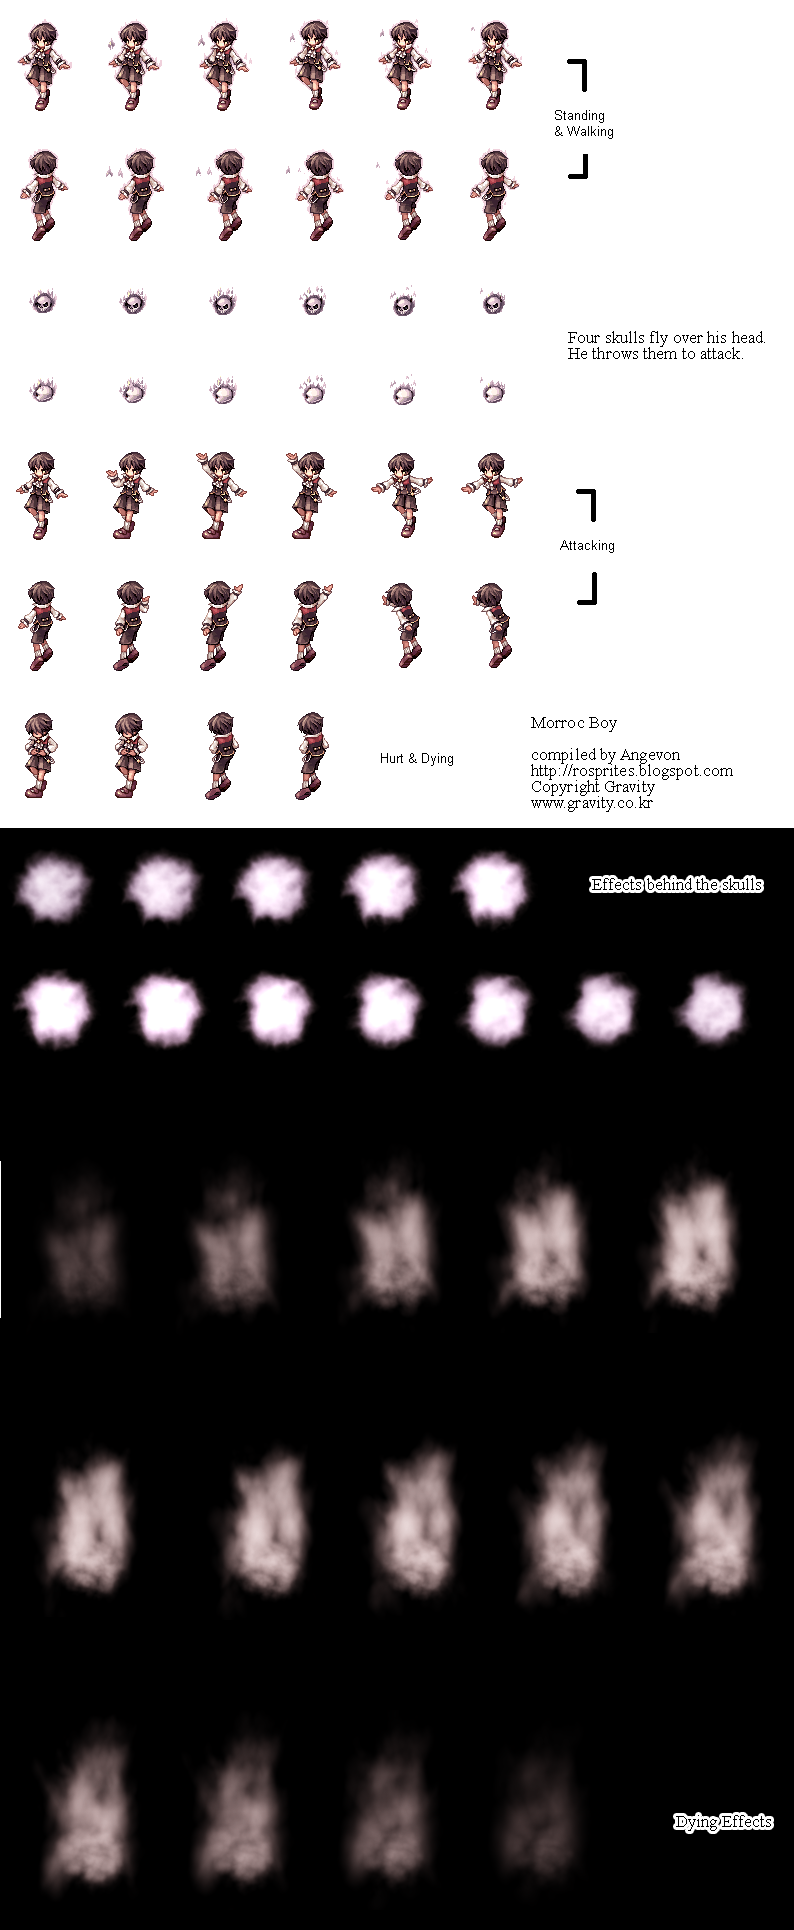 Standing
& Walking
Four skulls fly over his head.
He throws them to attack.
Attacking
Hurt & Dying
Morroc Boy
compiled by Angevon
http://rosprites.blogspot.com
Copyright Gravity
www.gravity.co.kr
Effects behind the skulls
Dying Effects